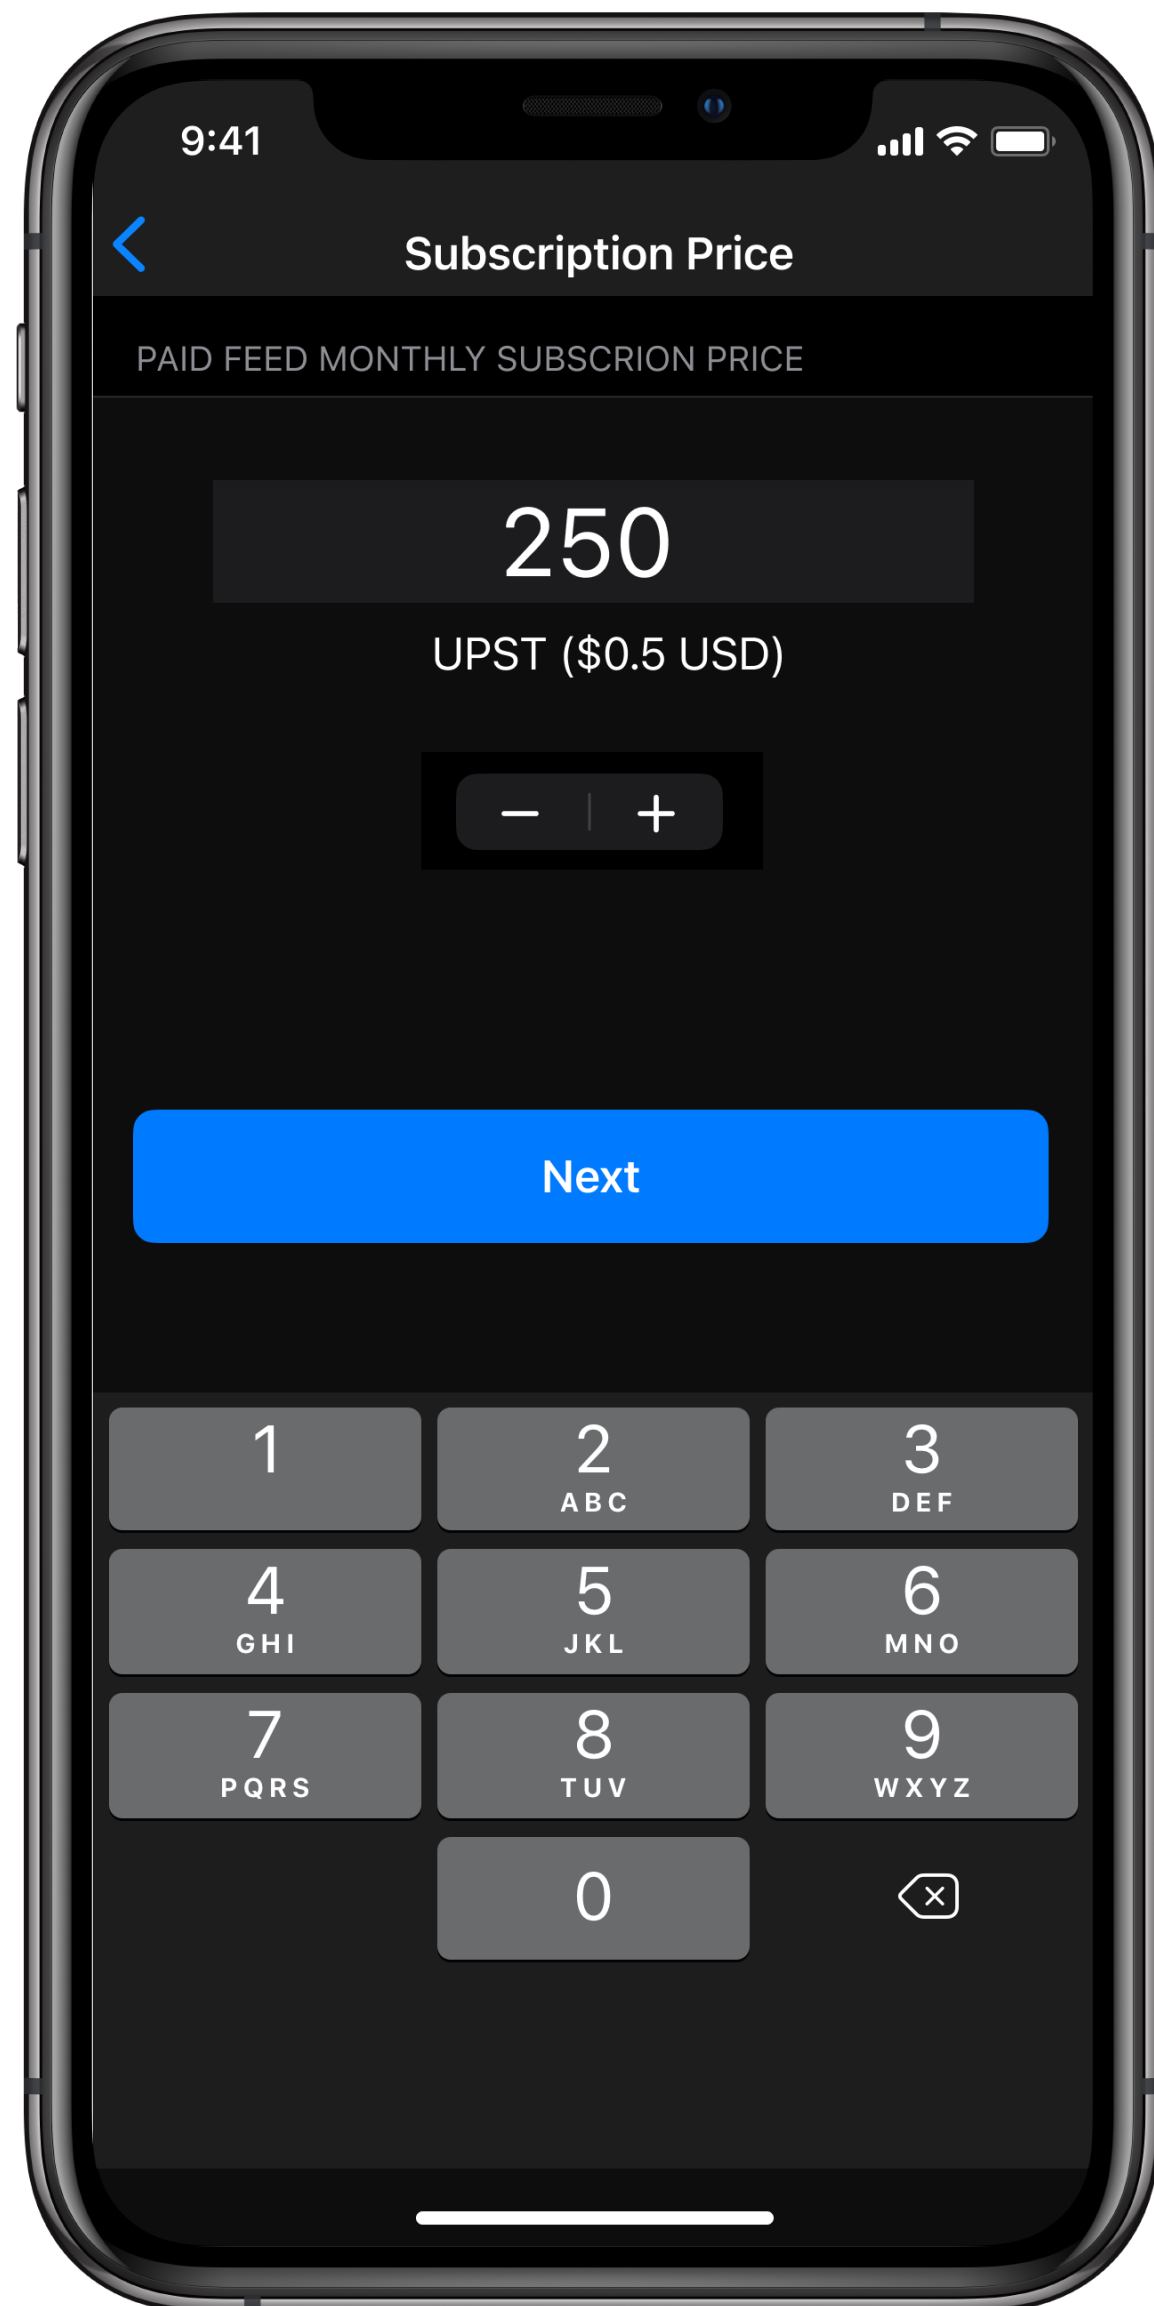 9:41
Subscription Price
PAID FEED MONTHLY SUBSCRION PRICE
250
UPST ($0.5 USD)
− +
Next
1 2 3
ABC DEF
4 5 6
GHI JKL MNO
7 8 9
PQRS TUV WXYZ
0